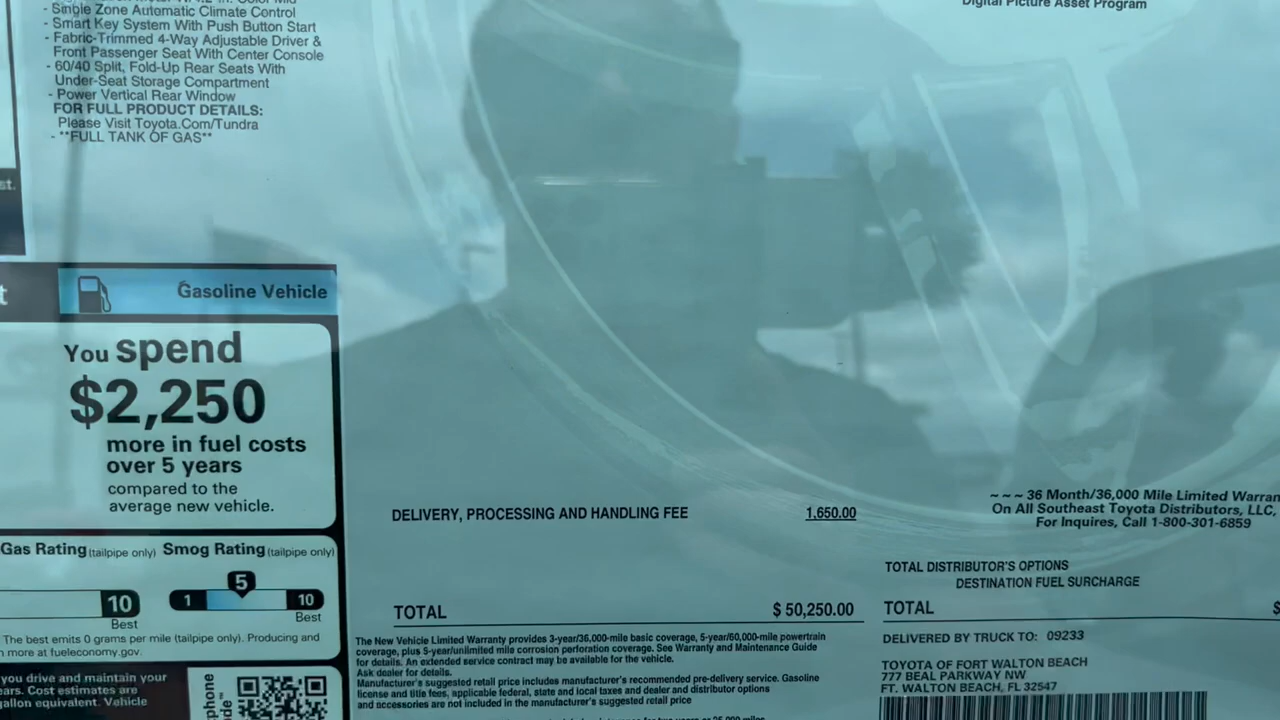 - Single Zone Automatic Climate Control
- Smart Key System With Push Button Start
- Fabric-Trimmed 4-Way Adjustable Driver &
Front Passenger Seat With Center Console
- 60/40 Split, Fold-Up Rear Seats With
Under-Seat Storage Compartment
- Power Vertical Rear Window
FOR FULL PRODUCT DETAILS:
Please Visit Toyota.Com/Tundra
- **FULL TANK OF GAS**
Digital Picture Asset Program
st.
t
Gasoline Vehicle
You spend
$2,250
more in fuel costs
over 5 years
compared to the
average new vehicle.
Gas Rating (tailpipe only) Smog Rating (tailpipe only)
10
Best
5
1
10
Best
The best emits 0 grams per mile (tailpipe only). Producing and
more at fueleconomy.gov.
you drive and maintain your
ears. Cost estimates are
gallon equivalent. Vehicle
phone
de
™
DELIVERY, PROCESSING AND HANDLING FEE 1,650.00
TOTAL $ 50,250.00
The New Vehicle Limited Warranty provides 3-year/36,000-mile basic coverage, 5-year/60,000-mile powertrain
coverage, plus 9-year/unlimited mile corrosion perforation coverage. See Warranty and Maintenance Guide
for details. An extended service contract may be available for the vehicle.
Ask dealer for details.
Manufacturer's suggested retail price includes manufacturer's recommended pre-delivery service. Gasoline
license and title fees, applicable federal, state and local taxes and dealer and distributor options
and accessories are not included in the manufacturer's suggested retail price
~ ~ ~ 36 Month/36,000 Mile Limited Warran
On All Southeast Toyota Distributors, LLC,
For Inquires, Call 1-800-301-6859
TOTAL DISTRIBUTOR'S OPTIONS
DESTINATION FUEL SURCHARGE
TOTAL $
DELIVERED BY TRUCK TO: 09233
TOYOTA OF FORT WALTON BEACH
777 BEAL PARKWAY NW
FT. WALTON BEACH, FL 32547